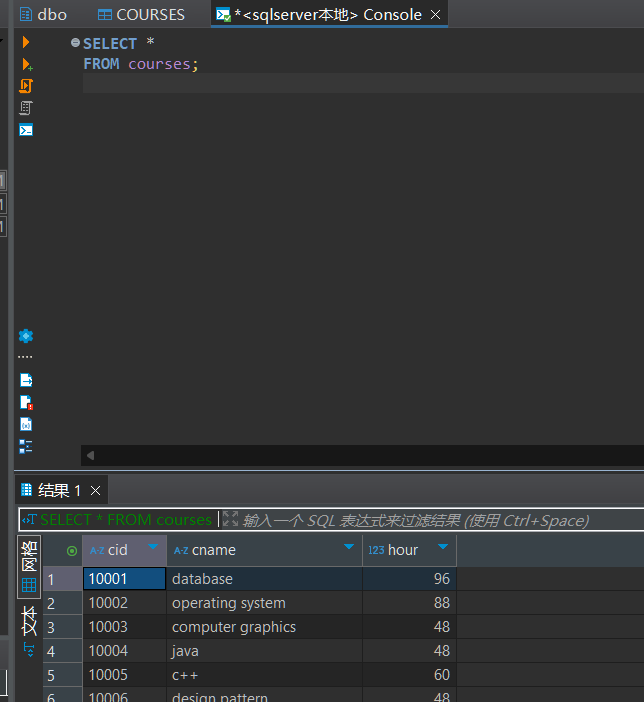 dbo
COURSES
*<sqlserver本地> Console
SELECT *
FROM courses;
结果 1
SELECT * FROM courses
输入一个 SQL 表达式来过滤结果 (使用 Ctrl+Space)
网格
文本
A-Z cid
A-Z cname
123 hour
1 10001 database 96
2 10002 operating system 88
3 10003 computer graphics 48
4 10004 java 48
5 10005 c++ 60
6 10006 design pattern 48